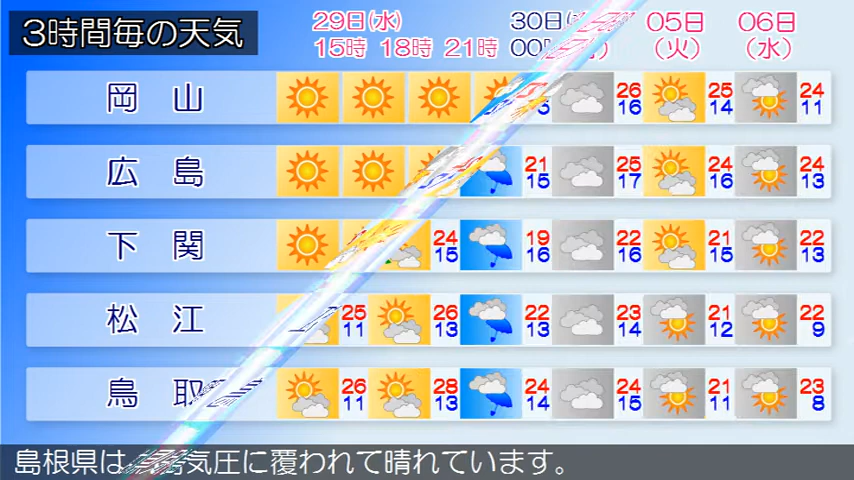 3時間毎の天気
29日(水) 30日 05日 06日
15時 18時 21時 (火) (水)
岡 山 26 16 25 14 24 11
広 島 21 15 25 17 24 16 24 13
下 関 24 15 19 16 22 16 21 15 22 13
松 江 25 11 26 13 22 13 23 14 21 12 22 9
鳥 取 26 11 28 13 24 14 24 15 21 11 23 8
島根県は 気圧に覆われて晴れています。